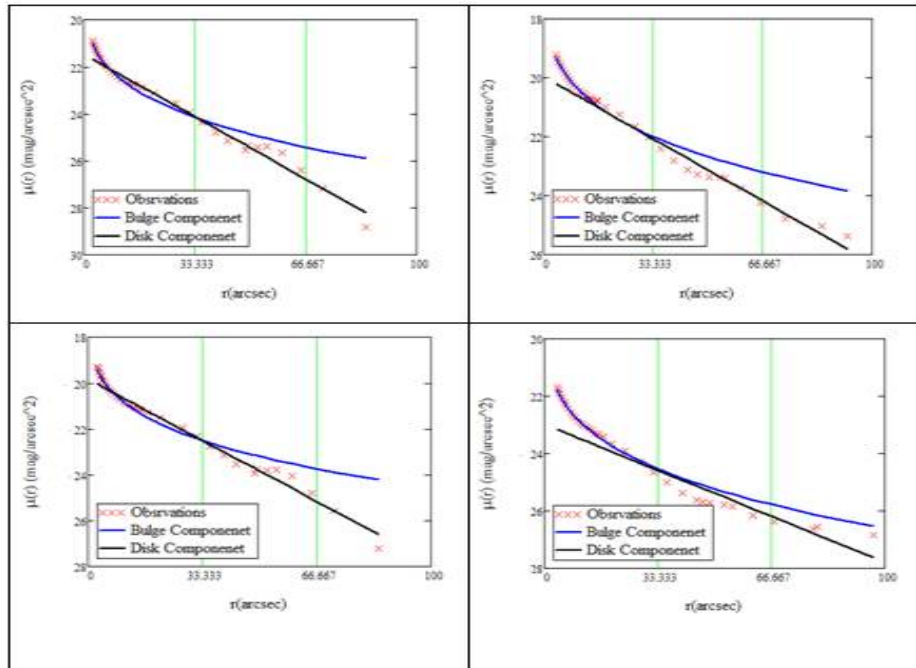 20
22
24
26
28
30
μ(r) (mag/arcsec^2)
××× Obsrvations
Bulge Componenet
Disk Componenet
0
33.333
66.667
100
r(arcsec)
18
20
22
24
26
μ(r) (mag/arcsec^2)
××× Obsrvations
Bulge Componenet
Disk Componenet
0
33.333
66.667
100
r(arcsec)
18
20
22
24
26
28
μ(r) (mag/arcsec^2)
××× Obsrvations
Bulge Componenet
Disk Componenet
0
33.333
66.667
100
r(arcsec)
20
22
24
26
28
μ(r) (mag/arcsec^2)
××× Obsrvations
Bulge Componenet
Disk Componenet
0
33.333
66.667
100
r(arcsec)